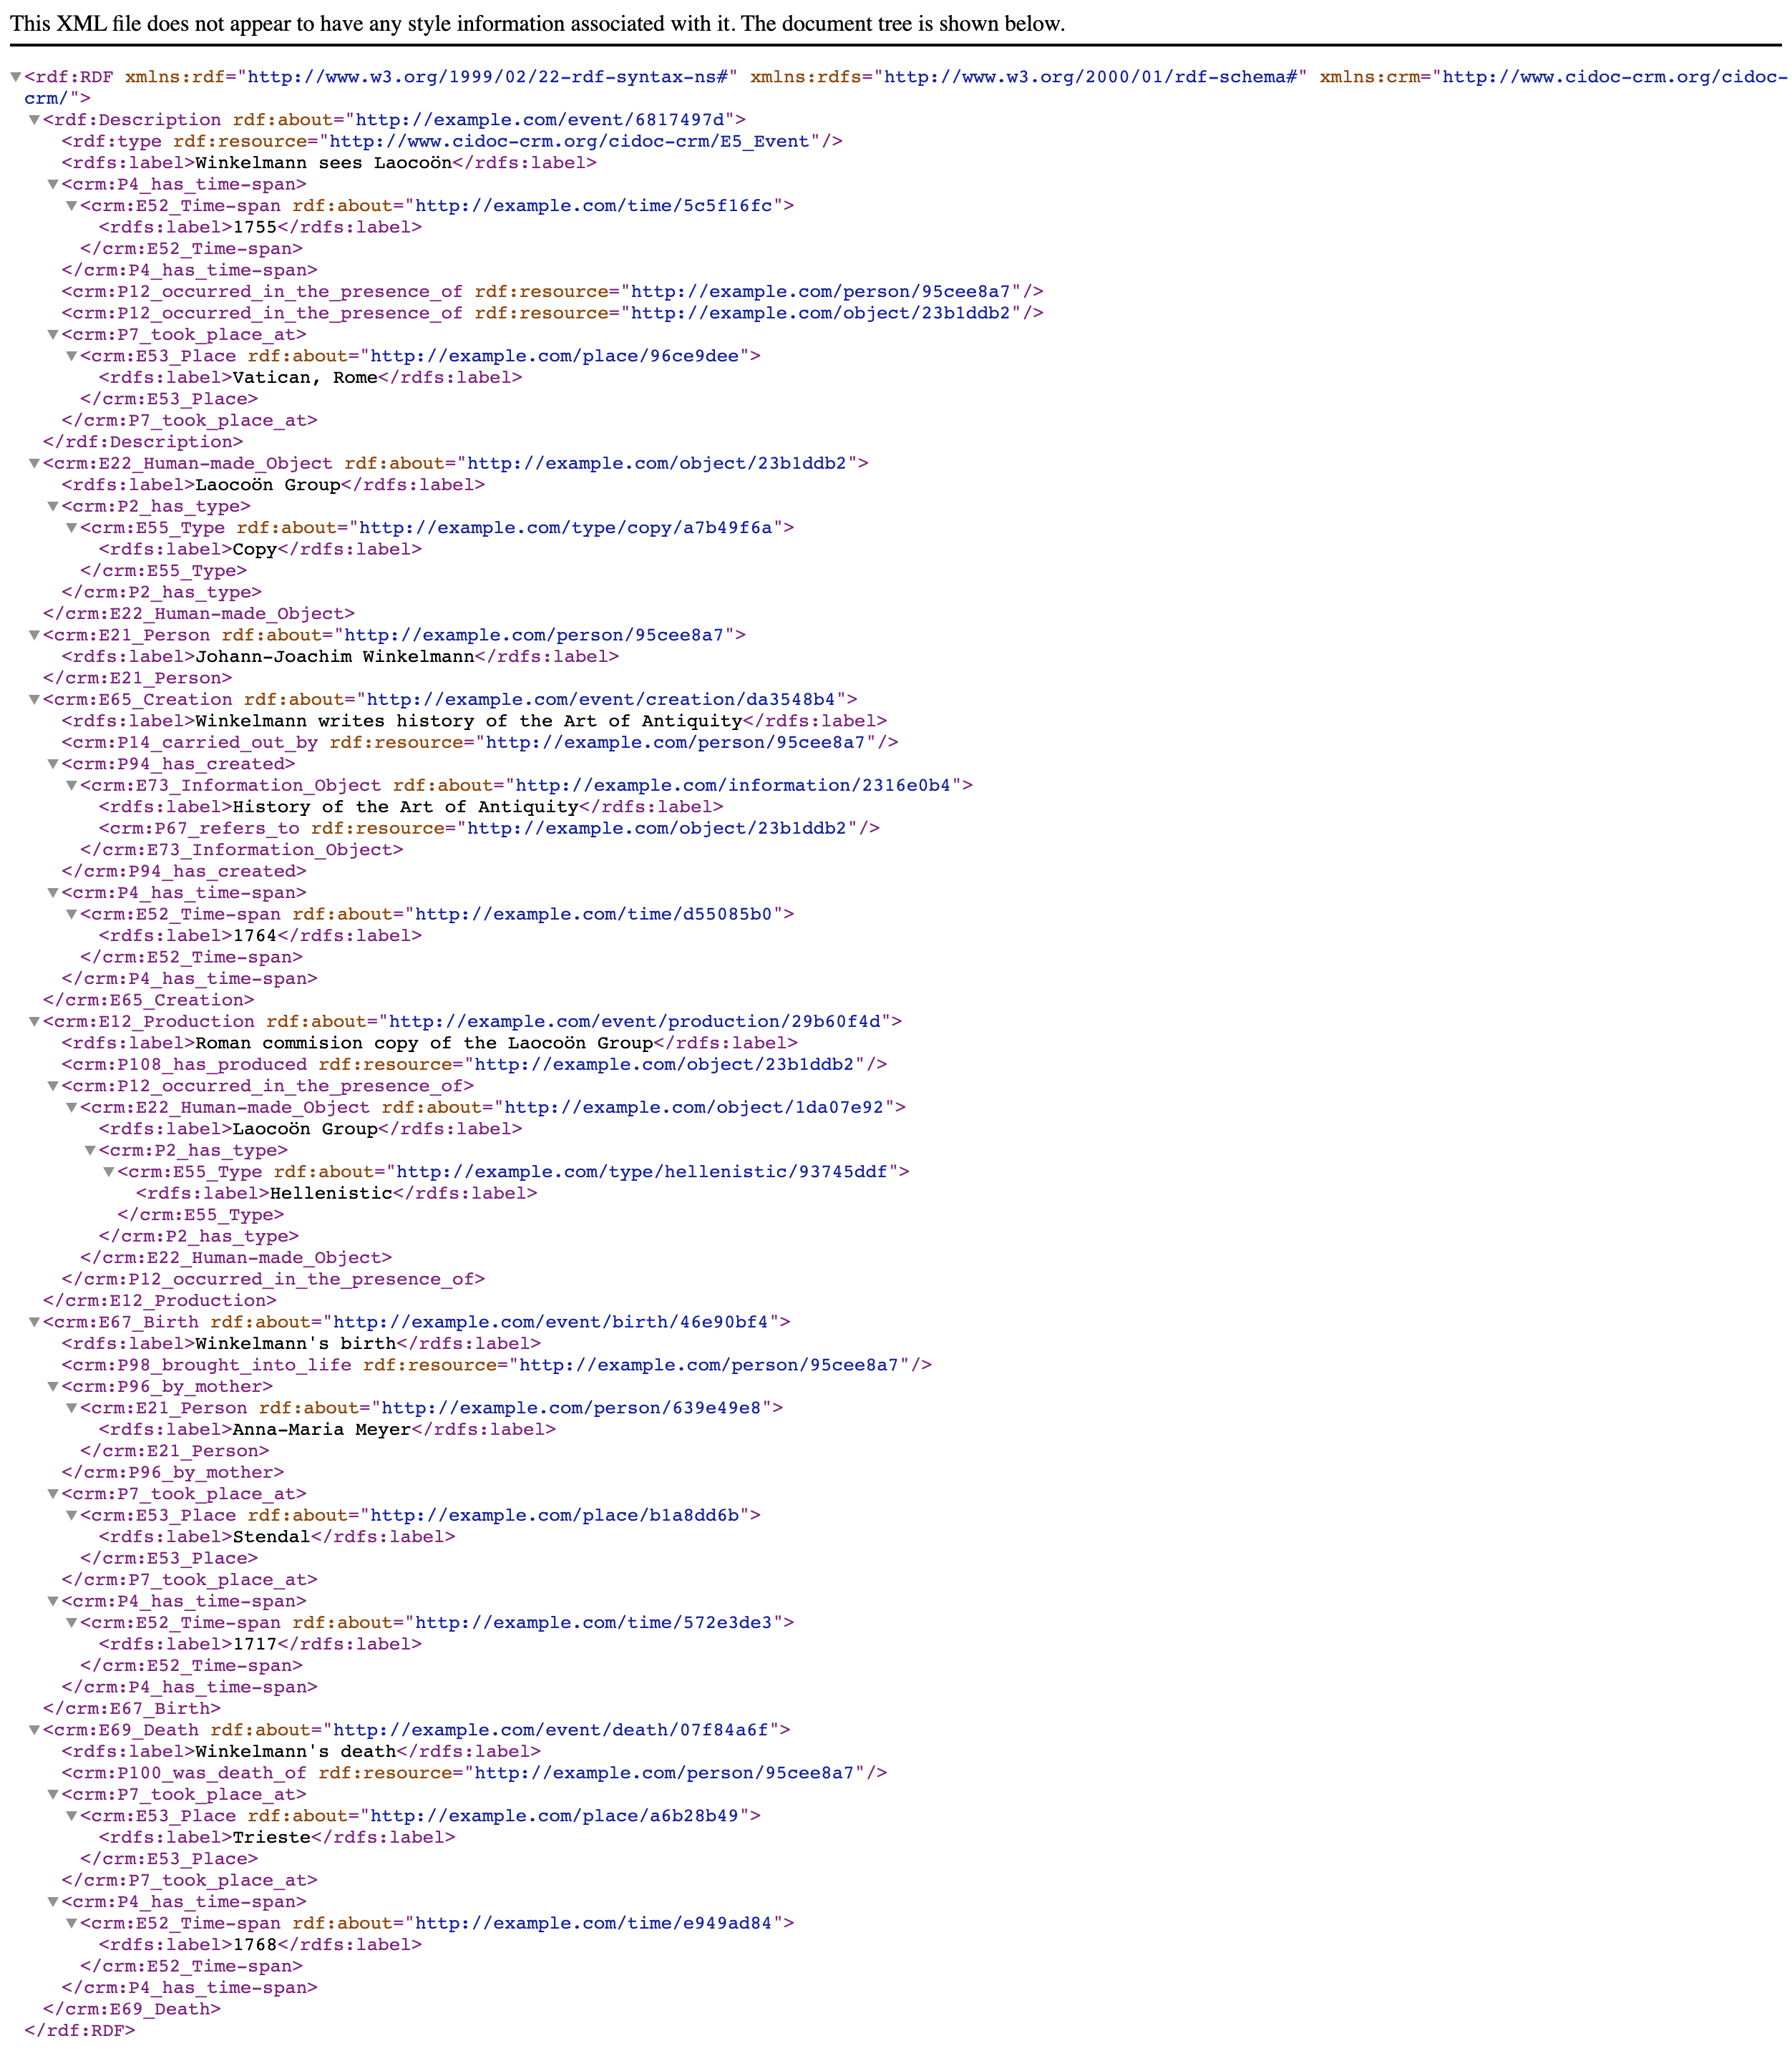 This XML file does not appear to have any style information associated with it. The document tree is shown below.
▼<rdf:RDF xmlns:rdf="http://www.w3.org/1999/02/22-rdf-syntax-ns#" xmlns:rdfs="http://www.w3.org/2000/01/rdf-schema#" xmlns:crm="http://www.cidoc-crm.org/cidoc-
crm/">
▼<rdf:Description rdf:about="http://example.com/event/6817497d">
<rdf:type rdf:resource="http://www.cidoc-crm.org/cidoc-crm/E5_Event"/>
<rdfs:label>Winkelmann sees Laocoön</rdfs:label>
▼<crm:P4_has_time-span>
▼<crm:E52_Time-span rdf:about="http://example.com/time/5c5f16fc">
<rdfs:label>1755</rdfs:label>
</crm:E52_Time-span>
</crm:P4_has_time-span>
<crm:P12_occurred_in_the_presence_of rdf:resource="http://example.com/person/95cee8a7"/>
<crm:P12_occurred_in_the_presence_of rdf:resource="http://example.com/object/23b1ddb2"/>
▼<crm:P7_took_place_at>
▼<crm:E53_Place rdf:about="http://example.com/place/96ce9dee">
<rdfs:label>Vatican, Rome</rdfs:label>
</crm:E53_Place>
</crm:P7_took_place_at>
</rdf:Description>
▼<crm:E22_Human-made_Object rdf:about="http://example.com/object/23b1ddb2">
<rdfs:label>Laocoön Group</rdfs:label>
▼<crm:P2_has_type>
▼<crm:E55_Type rdf:about="http://example.com/type/copy/a7b49f6a">
<rdfs:label>Copy</rdfs:label>
</crm:E55_Type>
</crm:P2_has_type>
</crm:E22_Human-made_Object>
▼<crm:E21_Person rdf:about="http://example.com/person/95cee8a7">
<rdfs:label>Johann-Joachim Winkelmann</rdfs:label>
</crm:E21_Person>
▼<crm:E65_Creation rdf:about="http://example.com/event/creation/da3548b4">
<rdfs:label>Winkelmann writes history of the Art of Antiquity</rdfs:label>
<crm:P14_carried_out_by rdf:resource="http://example.com/person/95cee8a7"/>
▼<crm:P94_has_created>
▼<crm:E73_Information_Object rdf:about="http://example.com/information/2316e0b4">
<rdfs:label>History of the Art of Antiquity</rdfs:label>
<crm:P67_refers_to rdf:resource="http://example.com/object/23b1ddb2"/>
</crm:E73_Information_Object>
</crm:P94_has_created>
▼<crm:P4_has_time-span>
▼<crm:E52_Time-span rdf:about="http://example.com/time/d55085b0">
<rdfs:label>1764</rdfs:label>
</crm:E52_Time-span>
</crm:P4_has_time-span>
</crm:E65_Creation>
▼<crm:E12_Production rdf:about="http://example.com/event/production/29b60f4d">
<rdfs:label>Roman commision copy of the Laocoön Group</rdfs:label>
<crm:P108_has_produced rdf:resource="http://example.com/object/23b1ddb2"/>
▼<crm:P12_occurred_in_the_presence_of>
▼<crm:E22_Human-made_Object rdf:about="http://example.com/object/1da07e92">
<rdfs:label>Laocoön Group</rdfs:label>
▼<crm:P2_has_type>
▼<crm:E55_Type rdf:about="http://example.com/type/hellenistic/93745ddf">
<rdfs:label>Hellenistic</rdfs:label>
</crm:E55_Type>
</crm:P2_has_type>
</crm:E22_Human-made_Object>
</crm:P12_occurred_in_the_presence_of>
</crm:E12_Production>
▼<crm:E67_Birth rdf:about="http://example.com/event/birth/46e90bf4">
<rdfs:label>Winkelmann's birth</rdfs:label>
<crm:P98_brought_into_life rdf:resource="http://example.com/person/95cee8a7"/>
▼<crm:P96_by_mother>
▼<crm:E21_Person rdf:about="http://example.com/person/639e49e8">
<rdfs:label>Anna-Maria Meyer</rdfs:label>
</crm:E21_Person>
</crm:P96_by_mother>
▼<crm:P7_took_place_at>
▼<crm:E53_Place rdf:about="http://example.com/place/b1a8dd6b">
<rdfs:label>Stendal</rdfs:label>
</crm:E53_Place>
</crm:P7_took_place_at>
▼<crm:P4_has_time-span>
▼<crm:E52_Time-span rdf:about="http://example.com/time/572e3de3">
<rdfs:label>1717</rdfs:label>
</crm:E52_Time-span>
</crm:P4_has_time-span>
</crm:E67_Birth>
▼<crm:E69_Death rdf:about="http://example.com/event/death/07f84a6f">
<rdfs:label>Winkelmann's death</rdfs:label>
<crm:P100_was_death_of rdf:resource="http://example.com/person/95cee8a7"/>
▼<crm:P7_took_place_at>
▼<crm:E53_Place rdf:about="http://example.com/place/a6b28b49">
<rdfs:label>Trieste</rdfs:label>
</crm:E53_Place>
</crm:P7_took_place_at>
▼<crm:P4_has_time-span>
▼<crm:E52_Time-span rdf:about="http://example.com/time/e949ad84">
<rdfs:label>1768</rdfs:label>
</crm:E52_Time-span>
</crm:P4_has_time-span>
</crm:E69_Death>
</rdf:RDF>